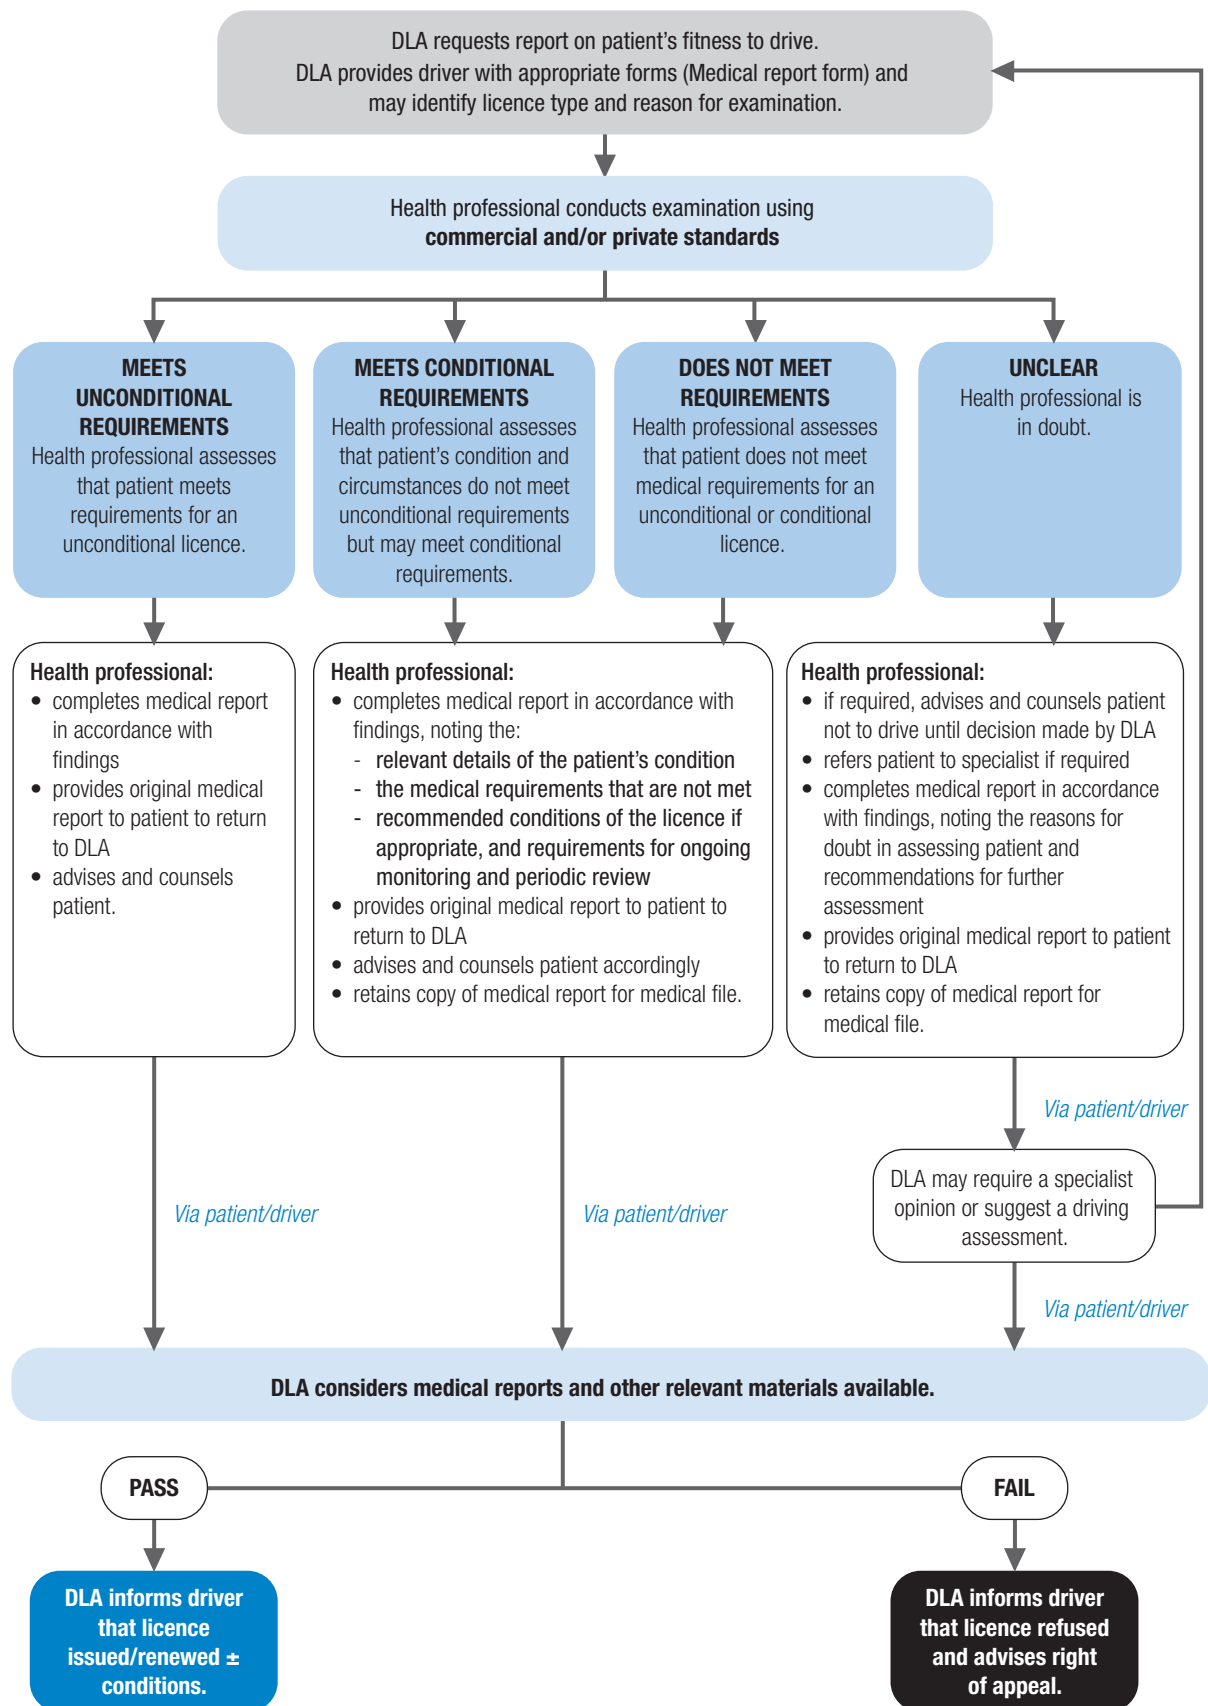 DLA requests report on patient’s fitness to drive.
DLA provides driver with appropriate forms (Medical report form) and
may identify licence type and reason for examination.
Health professional conducts examination using
commercial and/or private standards
MEETS
UNCONDITIONAL
REQUIREMENTS
Health professional assesses
that patient meets
requirements for an
unconditional licence.
MEETS CONDITIONAL
REQUIREMENTS
Health professional assesses
that patient’s condition and
circumstances do not meet
unconditional requirements
but may meet conditional
requirements.
DOES NOT MEET
REQUIREMENTS
Health professional assesses
that patient does not meet
medical requirements for an
unconditional or conditional
licence.
UNCLEAR
Health professional is
in doubt.
Health professional:
• completes medical report
in accordance with
findings
• provides original medical
report to patient to return
to DLA
• advises and counsels
patient.
Health professional:
• completes medical report in accordance with
findings, noting the:
- relevant details of the patient’s condition
- the medical requirements that are not met
- recommended conditions of the licence if
appropriate, and requirements for ongoing
monitoring and periodic review
• provides original medical report to patient to
return to DLA
• advises and counsels patient accordingly
• retains copy of medical report for medical file.
Health professional:
• if required, advises and counsels patient
not to drive until decision made by DLA
• refers patient to specialist if required
• completes medical report in accordance
with findings, noting the reasons for
doubt in assessing patient and
recommendations for further
assessment
• provides original medical report to patient
to return to DLA
• retains copy of medical report for
medical file.
Via patient/driver
DLA may require a specialist
opinion or suggest a driving
assessment.
Via patient/driver
Via patient/driver
Via patient/driver
DLA considers medical reports and other relevant materials available.
PASS
FAIL
DLA informs driver
that licence
issued/renewed ±
conditions.
DLA informs driver
that licence refused
and advises right
of appeal.